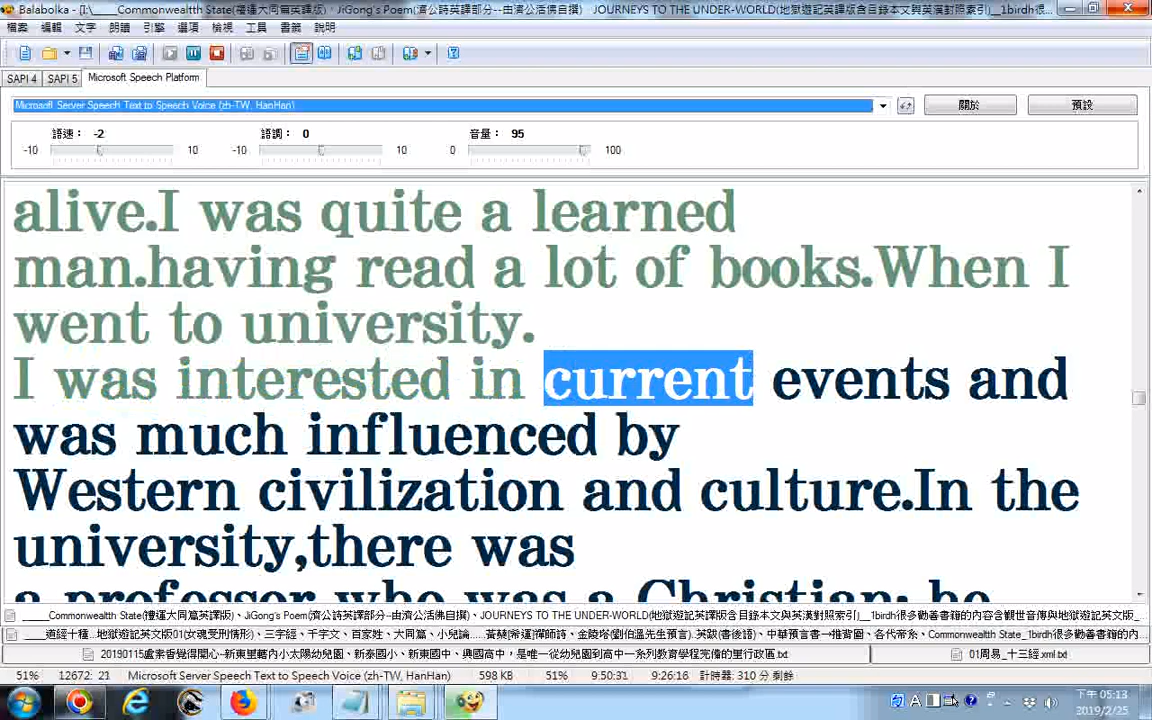 Balabolka - [I:\_____Commonwealth State(禮運大同篇英譯版)、JiGong's Poem(濟公詩英譯部分--由濟公活佛自撰) JOURNEYS TO THE UNDER-WORLD(地獄遊記英譯版含目錄本文與英漢對照索引)__1birdh很...
檔案 編輯 文字 朗讀 引擎 選項 檢視 工具 書籤 說明
SAPI 4 SAPI 5 Microsoft Speech Platform
Microsoft Server Speech Text to Speech Voice (zh-TW, HanHan)
關於 預設
語速： -2 語調： 0 音量： 95
-10 10 -10 10 0 100
alive.I was quite a learned
man.having read a lot of books.When I
went to university.
I was interested in current events and
was much influenced by
Western civilization and culture.In the
university,there was
a professor who was a Christian; he
_____Commonwealtth State(禮運大同篇英譯版)、JiGong's Poem(濟公詩英譯部分--由濟公活佛自撰)、JOURNEYS TO THE UNDER-WORLD(地獄遊記英譯版含目錄本文與英漢對照索引)__1birdh很多勸善書籍的內容含觀世音傳與地獄遊記英文版_
道經十種...地獄遊記英文版01(女魂受刑情形)、三字經、千字文、百家姓、大同篇、小兒論......黃蘗[希運]禪師詩、金陵塔(劉伯溫先生預言).英跋(書後語)、中華預言書--推背圖、各代帝系、Commonwealth State_1birdh很多勸善書籍的內...
20190115盧素皆覺得開心--新東里轄內小太陽幼兒園、新泰國小、新東國中、興國高中，是唯一從幼兒園到高中一系列教育學程完備的里行政區.txt 01周易_十三經.xml.txt
51% 12672: 21 Microsoft Server Speech Text to Speech Voice (zh-TW, HanHan) 598 KB 51% 9:50:31 9:26:16 計時器： 310 分 剩餘
下午 05:13
2019/2/25